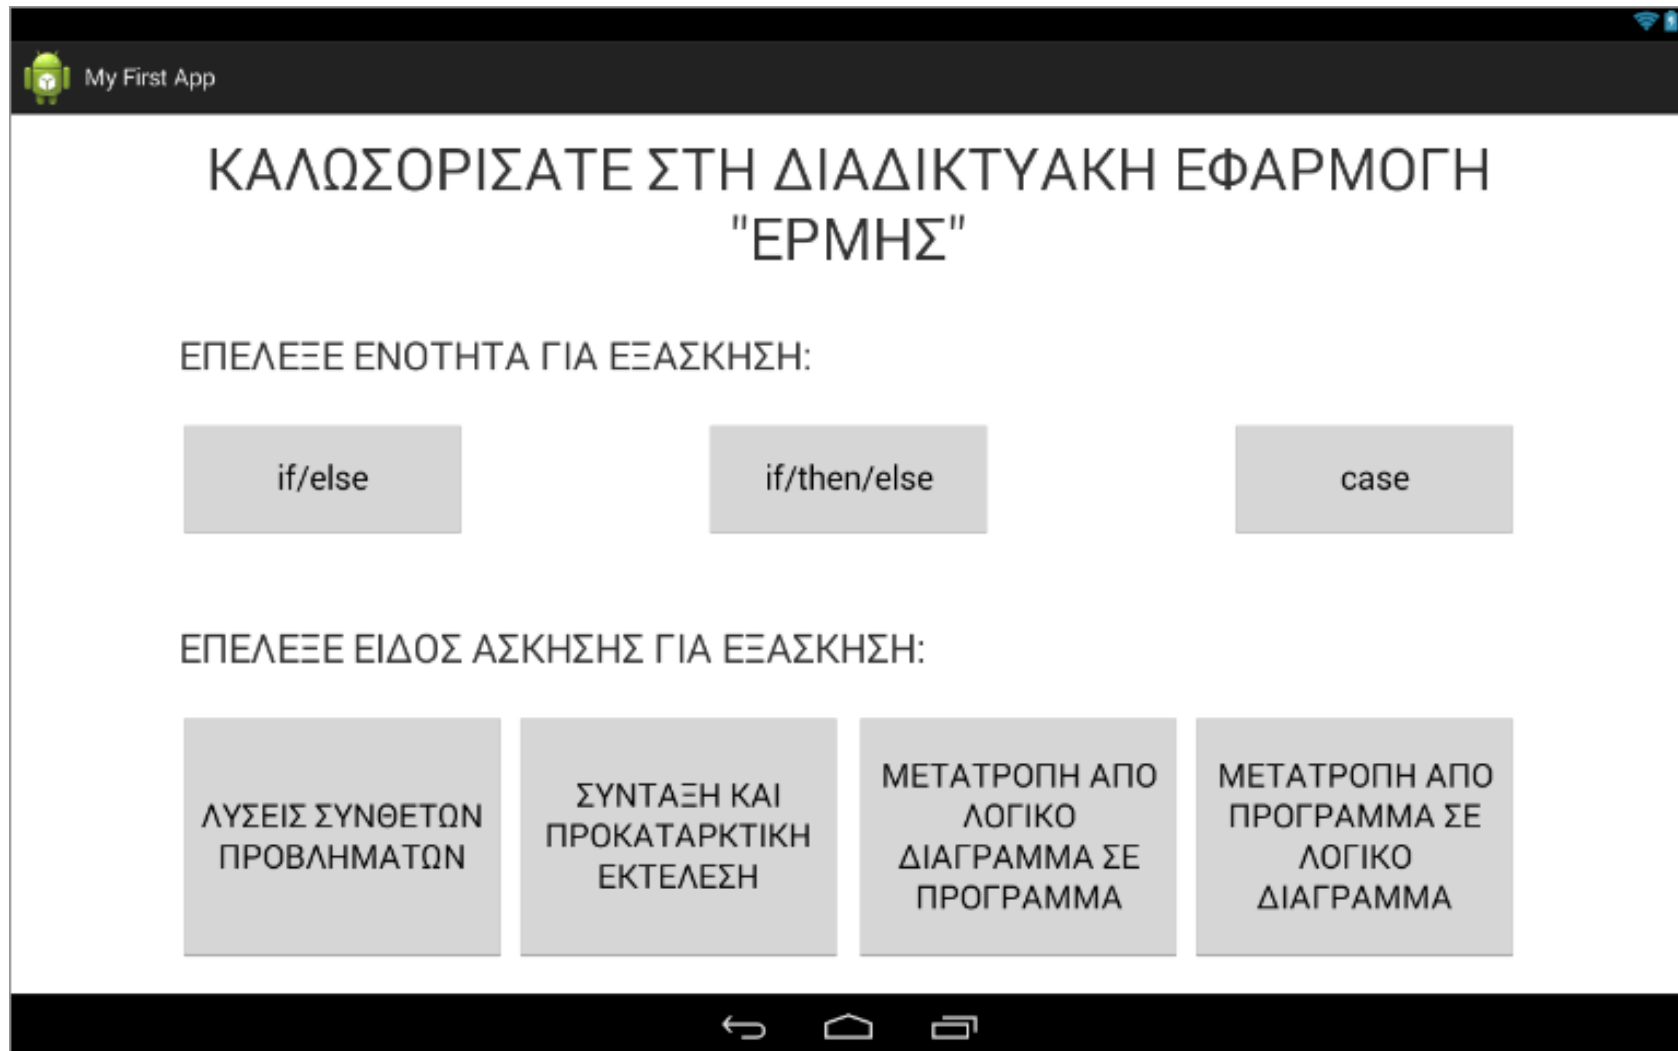 My First App
ΚΑΛΩΣΟΡΙΣΑΤΕ ΣΤΗ ΔΙΑΔΙΚΤΥΑΚΗ ΕΦΑΡΜΟΓΗ
"ΕΡΜΗΣ"
ΕΠΕΛΕΞΕ ΕΝΟΤΗΤΑ ΓΙΑ ΕΞΑΣΚΗΣΗ:
if/else
if/then/else
case
ΕΠΕΛΕΞΕ ΕΙΔΟΣ ΑΣΚΗΣΗΣ ΓΙΑ ΕΞΑΣΚΗΣΗ:
ΛΥΣΕΙΣ ΣΥΝΘΕΤΩΝ
ΠΡΟΒΛΗΜΑΤΩΝ
ΣΥΝΤΑΞΗ ΚΑΙ
ΠΡΟΚΑΤΑΡΚΤΙΚΗ
ΕΚΤΕΛΕΣΗ
ΜΕΤΑΤΡΟΠΗ ΑΠΟ
ΛΟΓΙΚΟ
ΔΙΑΓΡΑΜΜΑ ΣΕ
ΠΡΟΓΡΑΜΜΑ
ΜΕΤΑΤΡΟΠΗ ΑΠΟ
ΠΡΟΓΡΑΜΜΑ ΣΕ
ΛΟΓΙΚΟ
ΔΙΑΓΡΑΜΜΑ